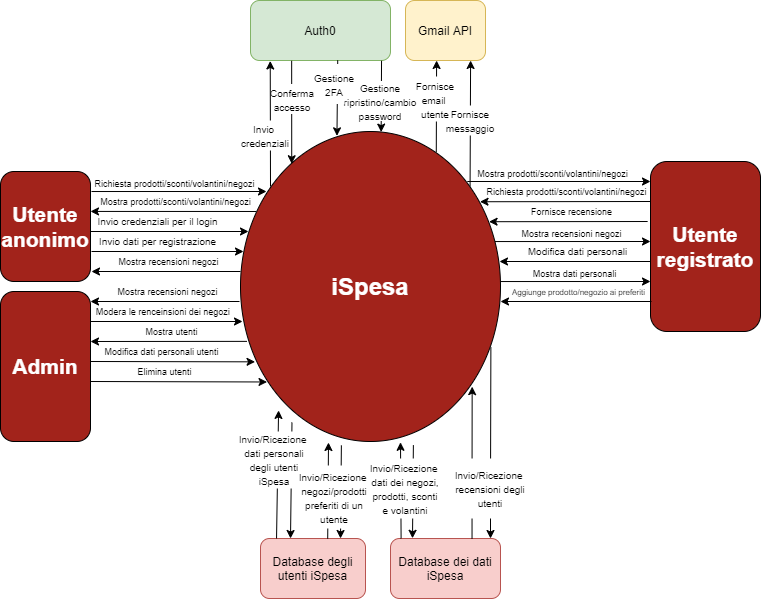 Auth0
Gmail API
Conferma
accesso
Gestione
2FA
Gestione
ripristino/cambio
password
Fornisce
email
utente
Fornisce
messaggio
Invio
credenziali
Utente
anonimo
Richiesta prodotti/sconti/volantini/negozi
Mostra prodotti/sconti/volantini/negozi
Invio credenziali per il login
Invio dati per registrazione
Mostra recensioni negozi
Mostra prodotti/sconti/volantini/negozi
Richiesta prodotti/sconti/volantini/negozi
Fornisce recensione
Mostra recensioni negozi
Modifica dati personali
Mostra dati personali
Aggiunge prodotto/negozio ai preferiti
Utente
registrato
iSpesa
Admin
Mostra recensioni negozi
Modera le renceinsioni dei negozi
Mostra utenti
Modifica dati personali utenti
Elimina utenti
Invio/Ricezione
dati personali
degli utenti
iSpesa
Invio/Ricezione
negozi/prodotti
preferiti di un
utente
Invio/Ricezione
dati dei negozi,
prodotti, sconti
e volantini
Invio/Ricezione
recensioni degli
utenti
Database degli
utenti iSpesa
Database dei dati
iSpesa